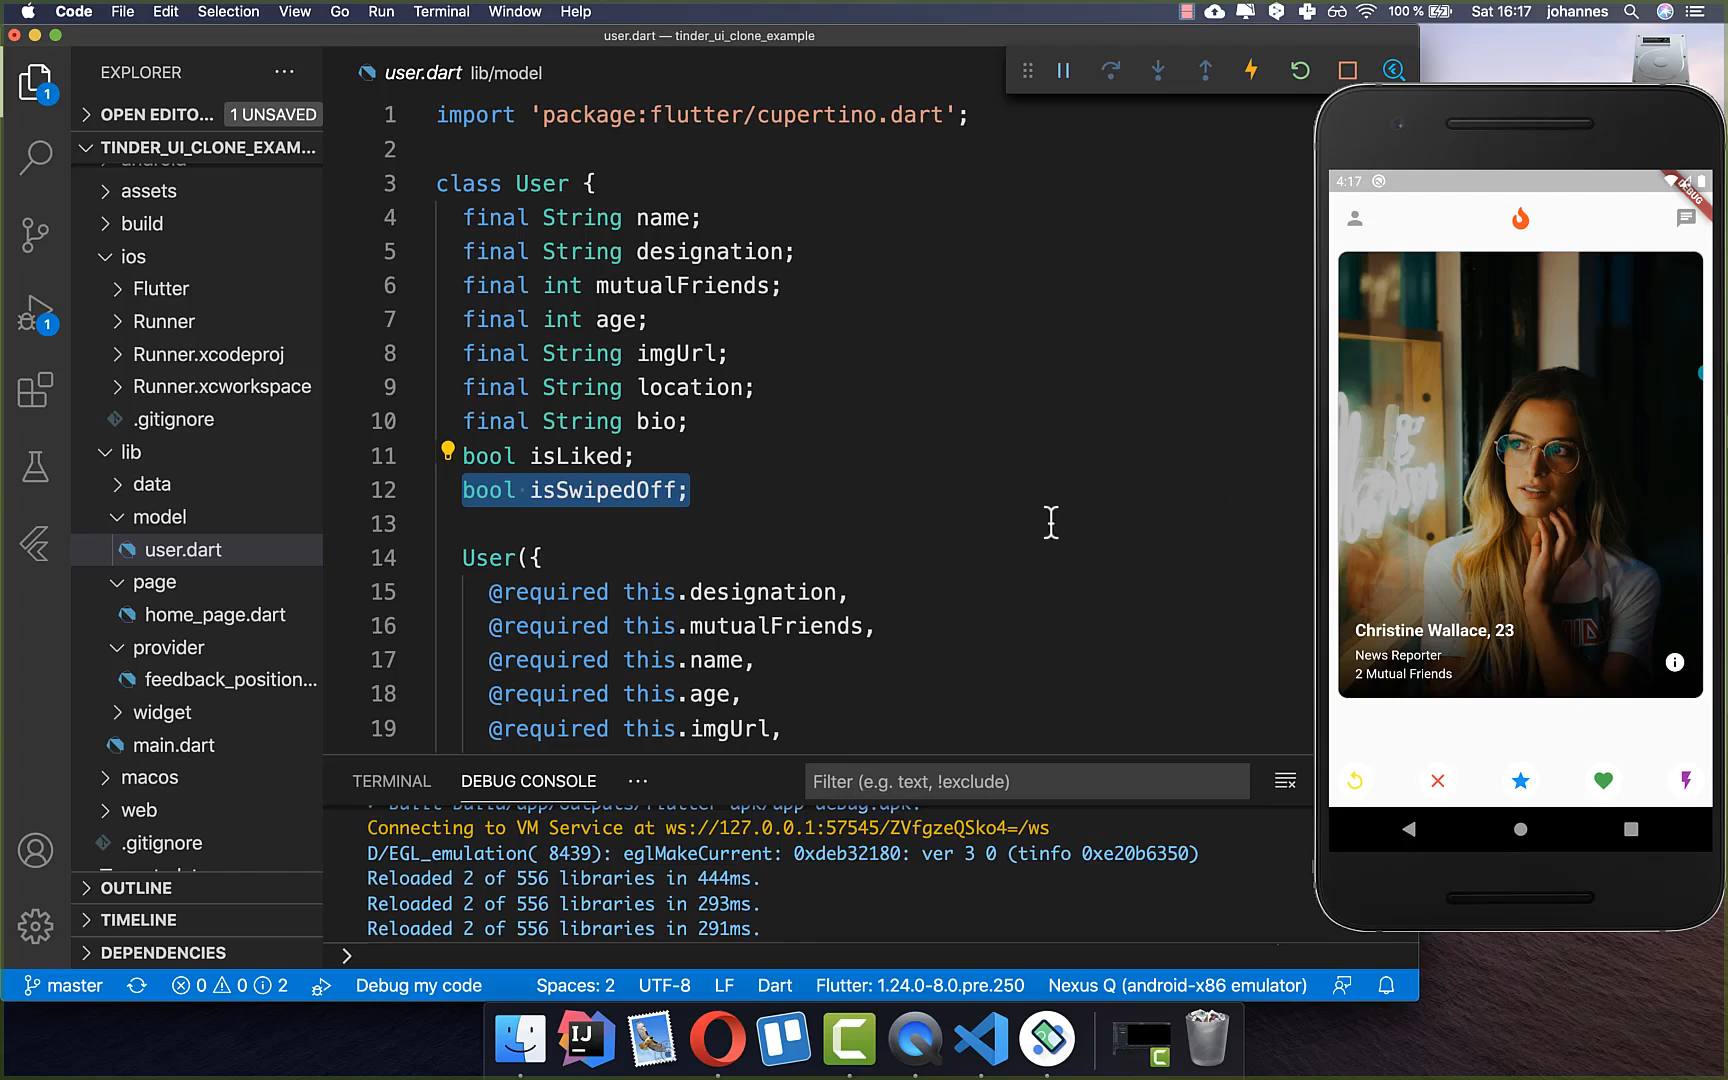 Code File Edit Selection View Go Run Terminal Window Help 100 % Sat 16:17 johannes
user.dart — tinder_ui_clone_example
EXPLORER
OPEN EDITO... 1 UNSAVED
TINDER_UI_CLONE_EXAM...
assets
build
ios
Flutter
Runner
Runner.xcodeproj
Runner.xcworkspace
.gitignore
lib
data
model
user.dart
page
home_page.dart
provider
feedback_position...
widget
main.dart
macos
web
.gitignore
OUTLINE
TIMELINE
DEPENDENCIES
1
1
user.dart lib/model
1 import 'package:flutter/cupertino.dart';
2
3 class User {
4 final String name;
5 final String designation;
6 final int mutualFriends;
7 final int age;
8 final String imgUrl;
9 final String location;
10 final String bio;
11 bool isLiked;
12 bool isSwipedOff;
13
14 User({
15 @required this.designation,
16 @required this.mutualFriends,
17 @required this.name,
18 @required this.age,
19 @required this.imgUrl,
TERMINAL DEBUG CONSOLE Filter (e.g. text, !exclude)
Connecting to VM Service at ws://127.0.0.1:57545/ZVfgzeQSko4=/ws
D/EGL_emulation( 8439): eglMakeCurrent: 0xdeb32180: ver 3 0 (tinfo 0xe20b6350)
Reloaded 2 of 556 libraries in 444ms.
Reloaded 2 of 556 libraries in 293ms.
Reloaded 2 of 556 libraries in 291ms.
master 0 0 2 Debug my code Spaces: 2 UTF-8 LF Dart Flutter: 1.24.0-8.0.pre.250 Nexus Q (android-x86 emulator)
4:17
DEBUG
Christine Wallace, 23
News Reporter
2 Mutual Friends
IJ